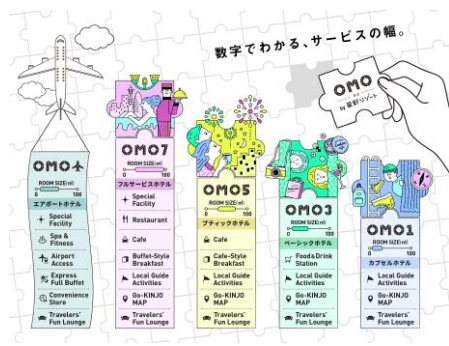 数字でわかる、サービスの幅。
OMO
by 星野リゾート
OMO
ROOM SIZE(㎡)
0 100
エアポートホテル
Special
Facility
Spa &
Fitness
Airport
Access
Express
Full Buffet
Convenience
Store
Travelers'
Fun Lounge
OMO7
ROOM SIZE(㎡)
0 100
フルサービスホテル
Special
Facility
Restaurant
Cafe
Buffet-Style
Breakfast
Local Guide
Activities
Go-KINJO
MAP
Travelers'
Fun Lounge
OMO5
ROOM SIZE(㎡)
0 100
ブティックホテル
Cafe
Cafe-Style
Breakfast
Local Guide
Activities
Go-KINJO
MAP
Travelers'
Fun Lounge
OMO3
ROOM SIZE(㎡)
0 100
ベーシックホテル
Food&Drink
Station
Local Guide
Activities
Go-KINJO
MAP
Travelers'
Fun Lounge
OMO1
ROOM SIZE(㎡)
0 100
カプセルホテル
Local Guide
Activities
Go-KINJO
MAP
Travelers'
Fun Lounge